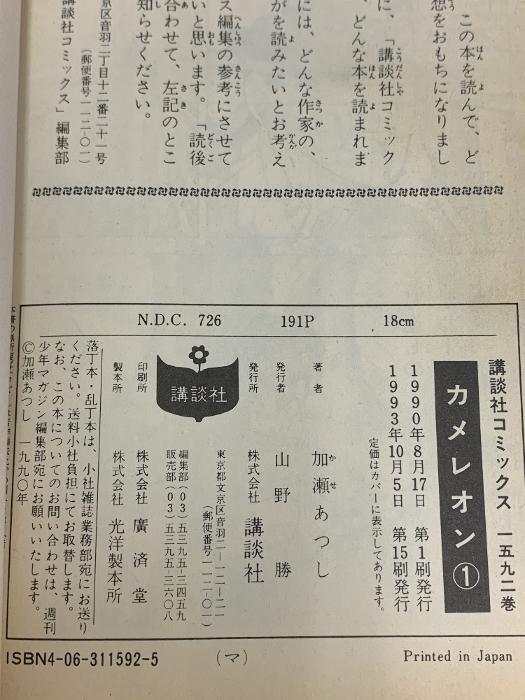 この本を読んで、ど
想をおもちになりまし
に、「講談社コミック
、どんな本を読まれま
には、どんな作家の、
がを読みたいとお考え
ス編集の参考にさせて
いと思います。「読後
合わせて、左記のとこ
知らせください。
京区音羽二丁目十二番二十一号
（郵便番号一一二-〇一）
講談社コミックス」編集部
N.D.C. 726 191P 18cm
講談社コミックス 一五九二巻
カメレオン①
1990年8月17日 第1刷発行
1993年10月5日 第15刷発行
定価はカバーに表示してあります。
著者 加瀬あつし
発行者 山野 勝
発行所 株式会社 講談社
東京都文京区音羽二-一二-二一
（郵便番号一一二-〇一）
編集部（03）五三九五-三四五九
販売部（03）五三九五-三六〇八
講談社
印刷所 株式会社 廣済堂
製本所 株式会社 光洋製本所
落丁本・乱丁本は、小社雑誌業務部宛にお送り
ください。送料小社負担にてお取替します。
なお、この本についてのお問い合わせは、週刊
少年マガジン編集部宛にお願いいたします。
©加瀬あつし 一九九〇年
ISBN4-06-311592-5 （マ） Printed in Japan